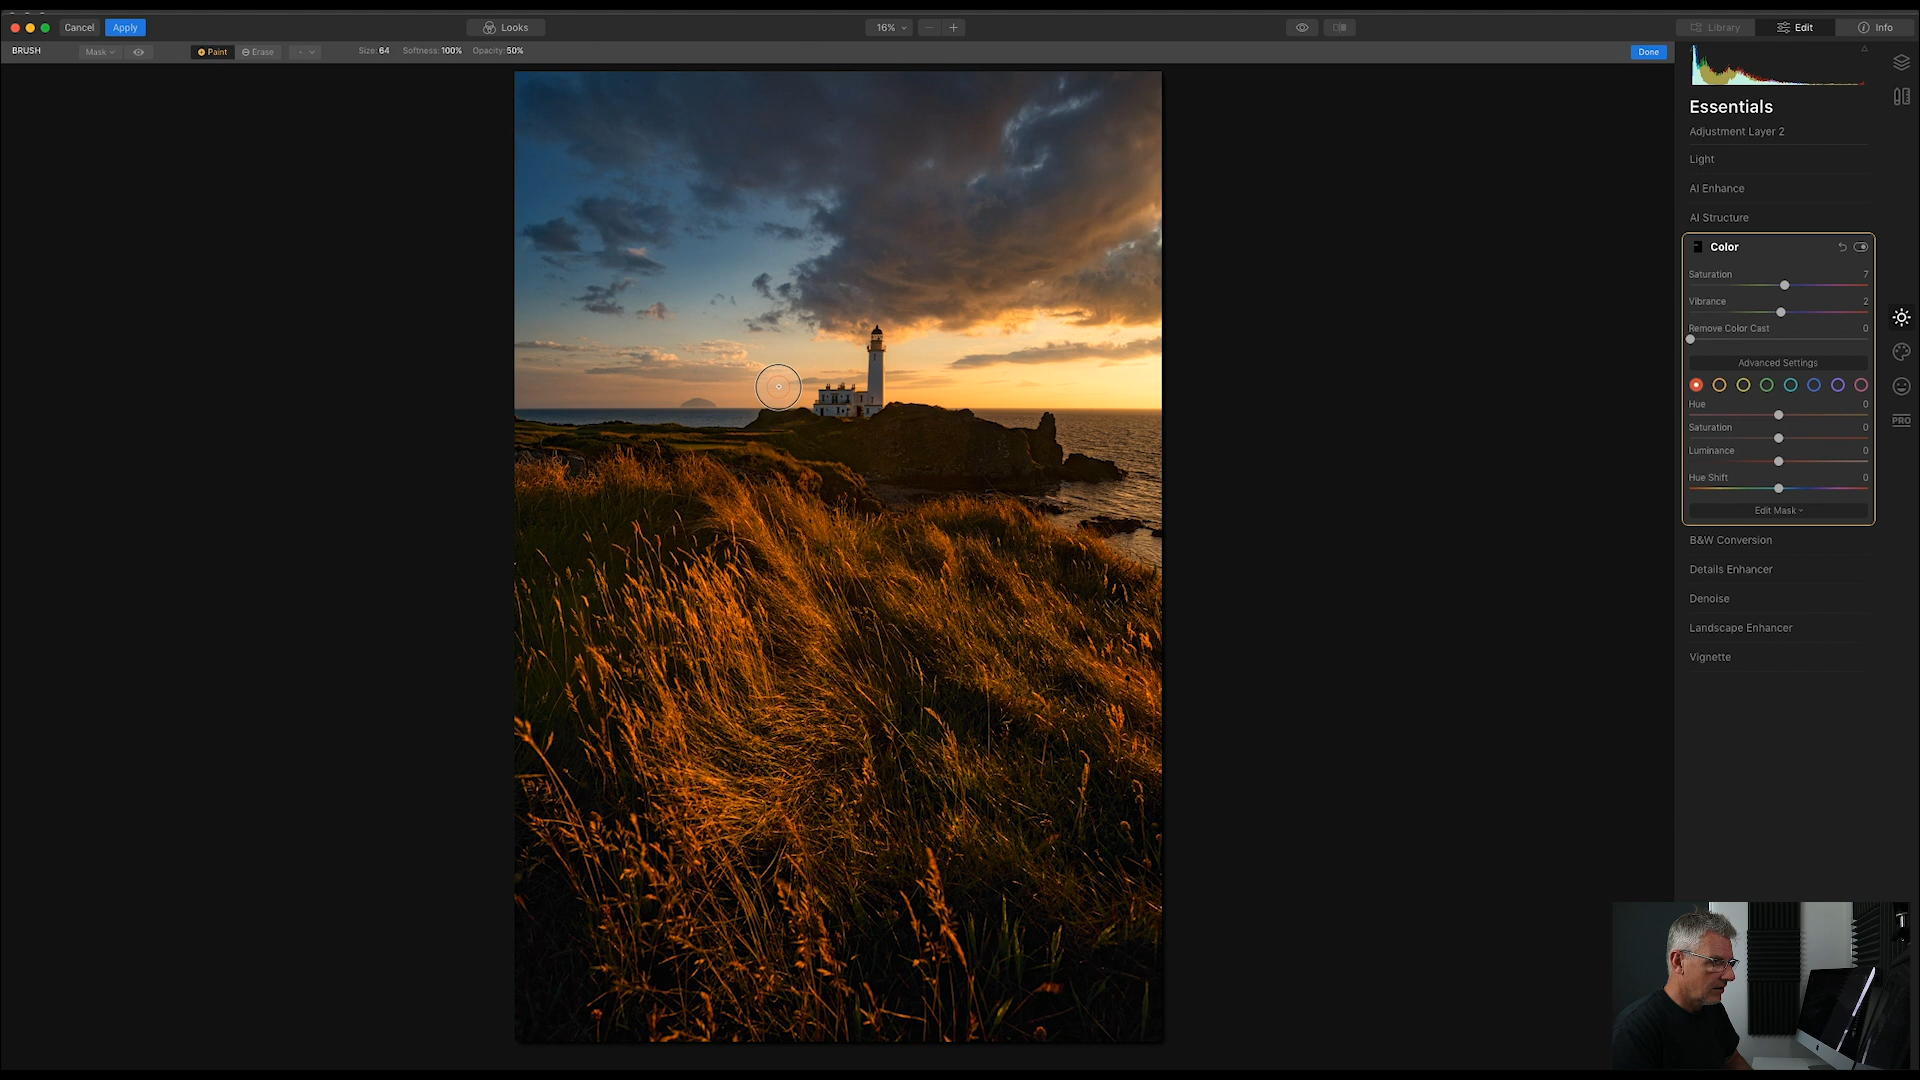 Cancel Apply Looks 16% Library Edit Info
BRUSH Mask Paint Erase Size: 64 Softness: 100% Opacity: 50% Done
Essentials
Adjustment Layer 2
Light
AI Enhance
AI Structure
Color
Saturation 7
Vibrance 2
Remove Color Cast 0
Advanced Settings
Hue 0
Saturation 0
Luminance 0
Hue Shift 0
Edit Mask
PRO
B&W Conversion
Details Enhancer
Denoise
Landscape Enhancer
Vignette